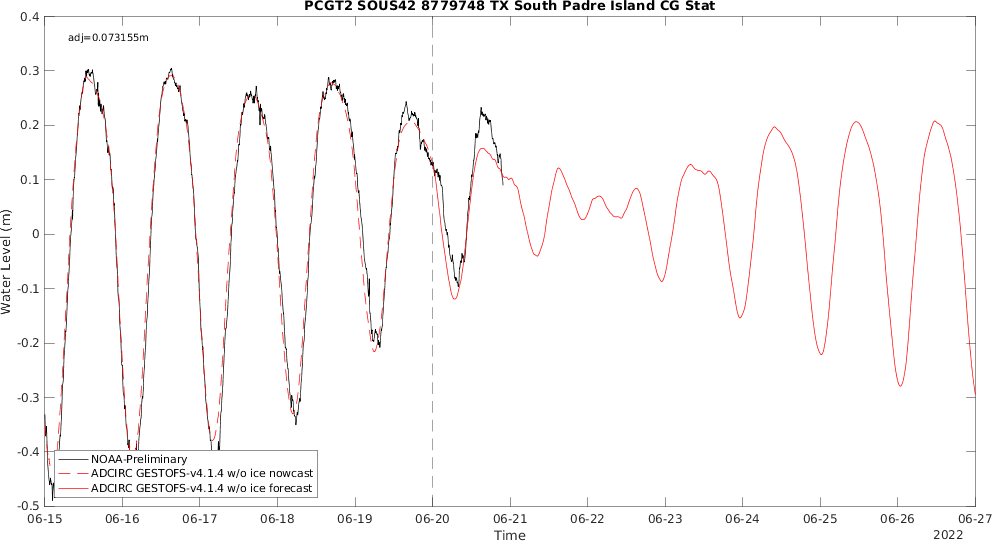 PCGT2 SOUS42 8779748 TX South Padre Island CG Stat
adj=0.073155m
0.4
0.3
0.2
0.1
0
-0.1
-0.2
-0.3
-0.4
-0.5
Water Level (m)
NOAA-Preliminary
ADCIRC GESTOFS-v4.1.4 w/o ice nowcast
ADCIRC GESTOFS-v4.1.4 w/o ice forecast
06-15 06-16 06-17 06-18 06-19 06-20 06-21 06-22 06-23 06-24 06-25 06-26 06-27
Time
2022